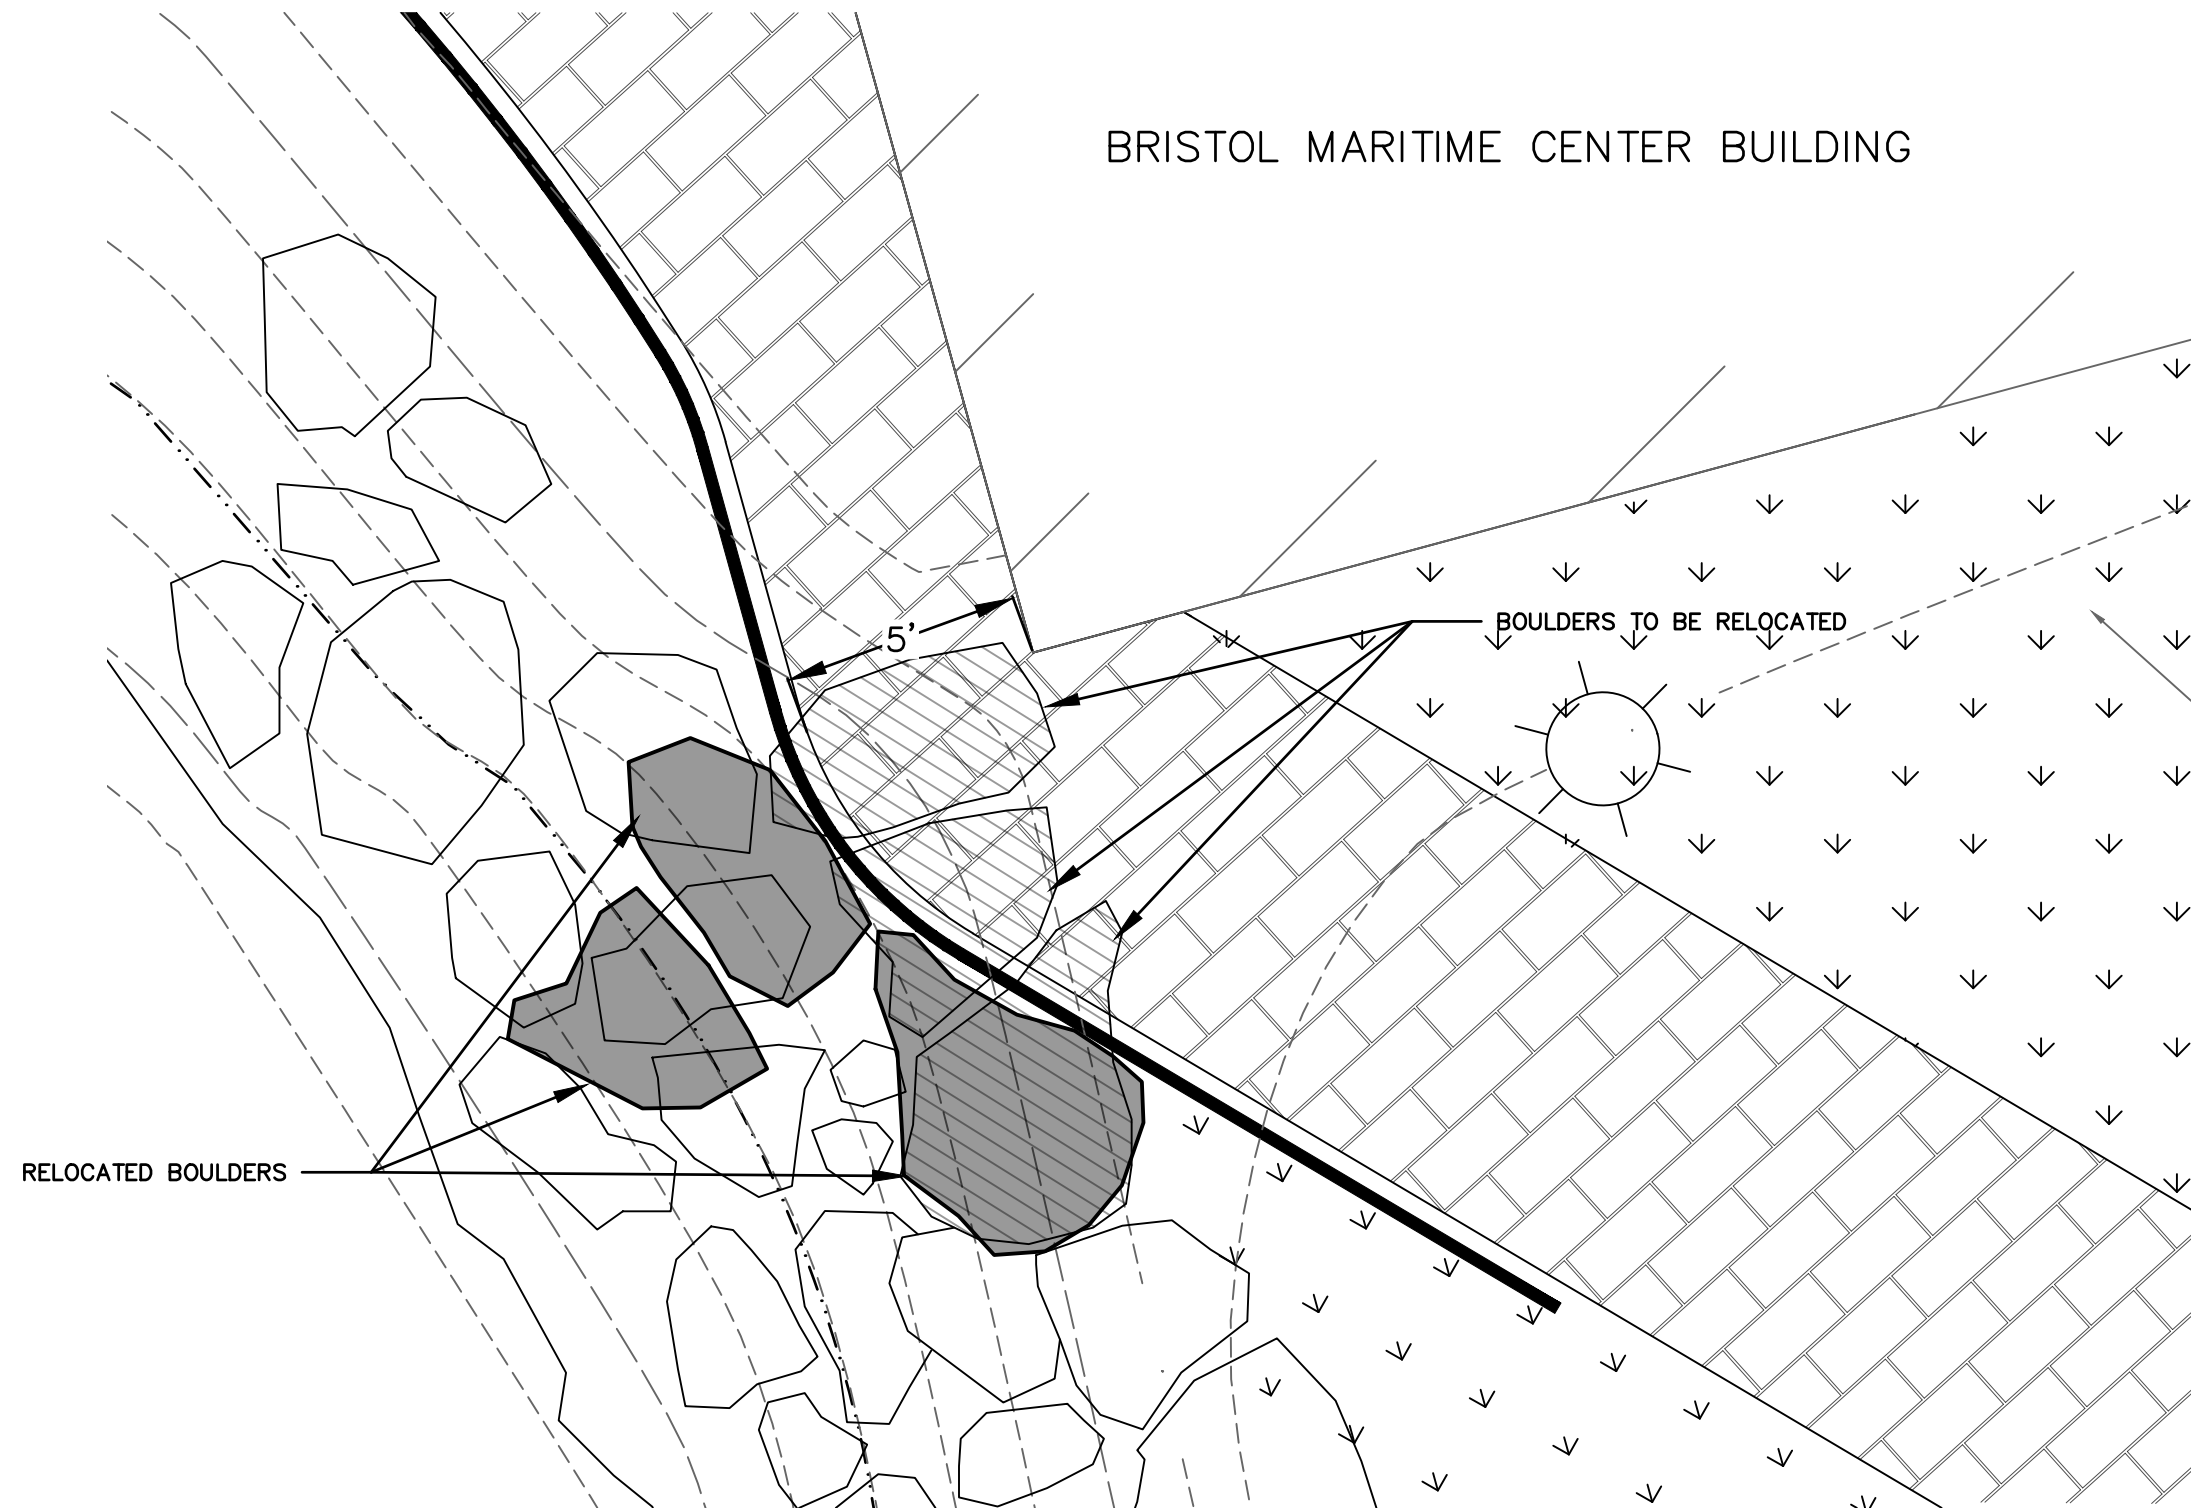 BRISTOL MARITIME CENTER BUILDING
BOULDERS TO BE RELOCATED
5'
RELOCATED BOULDERS